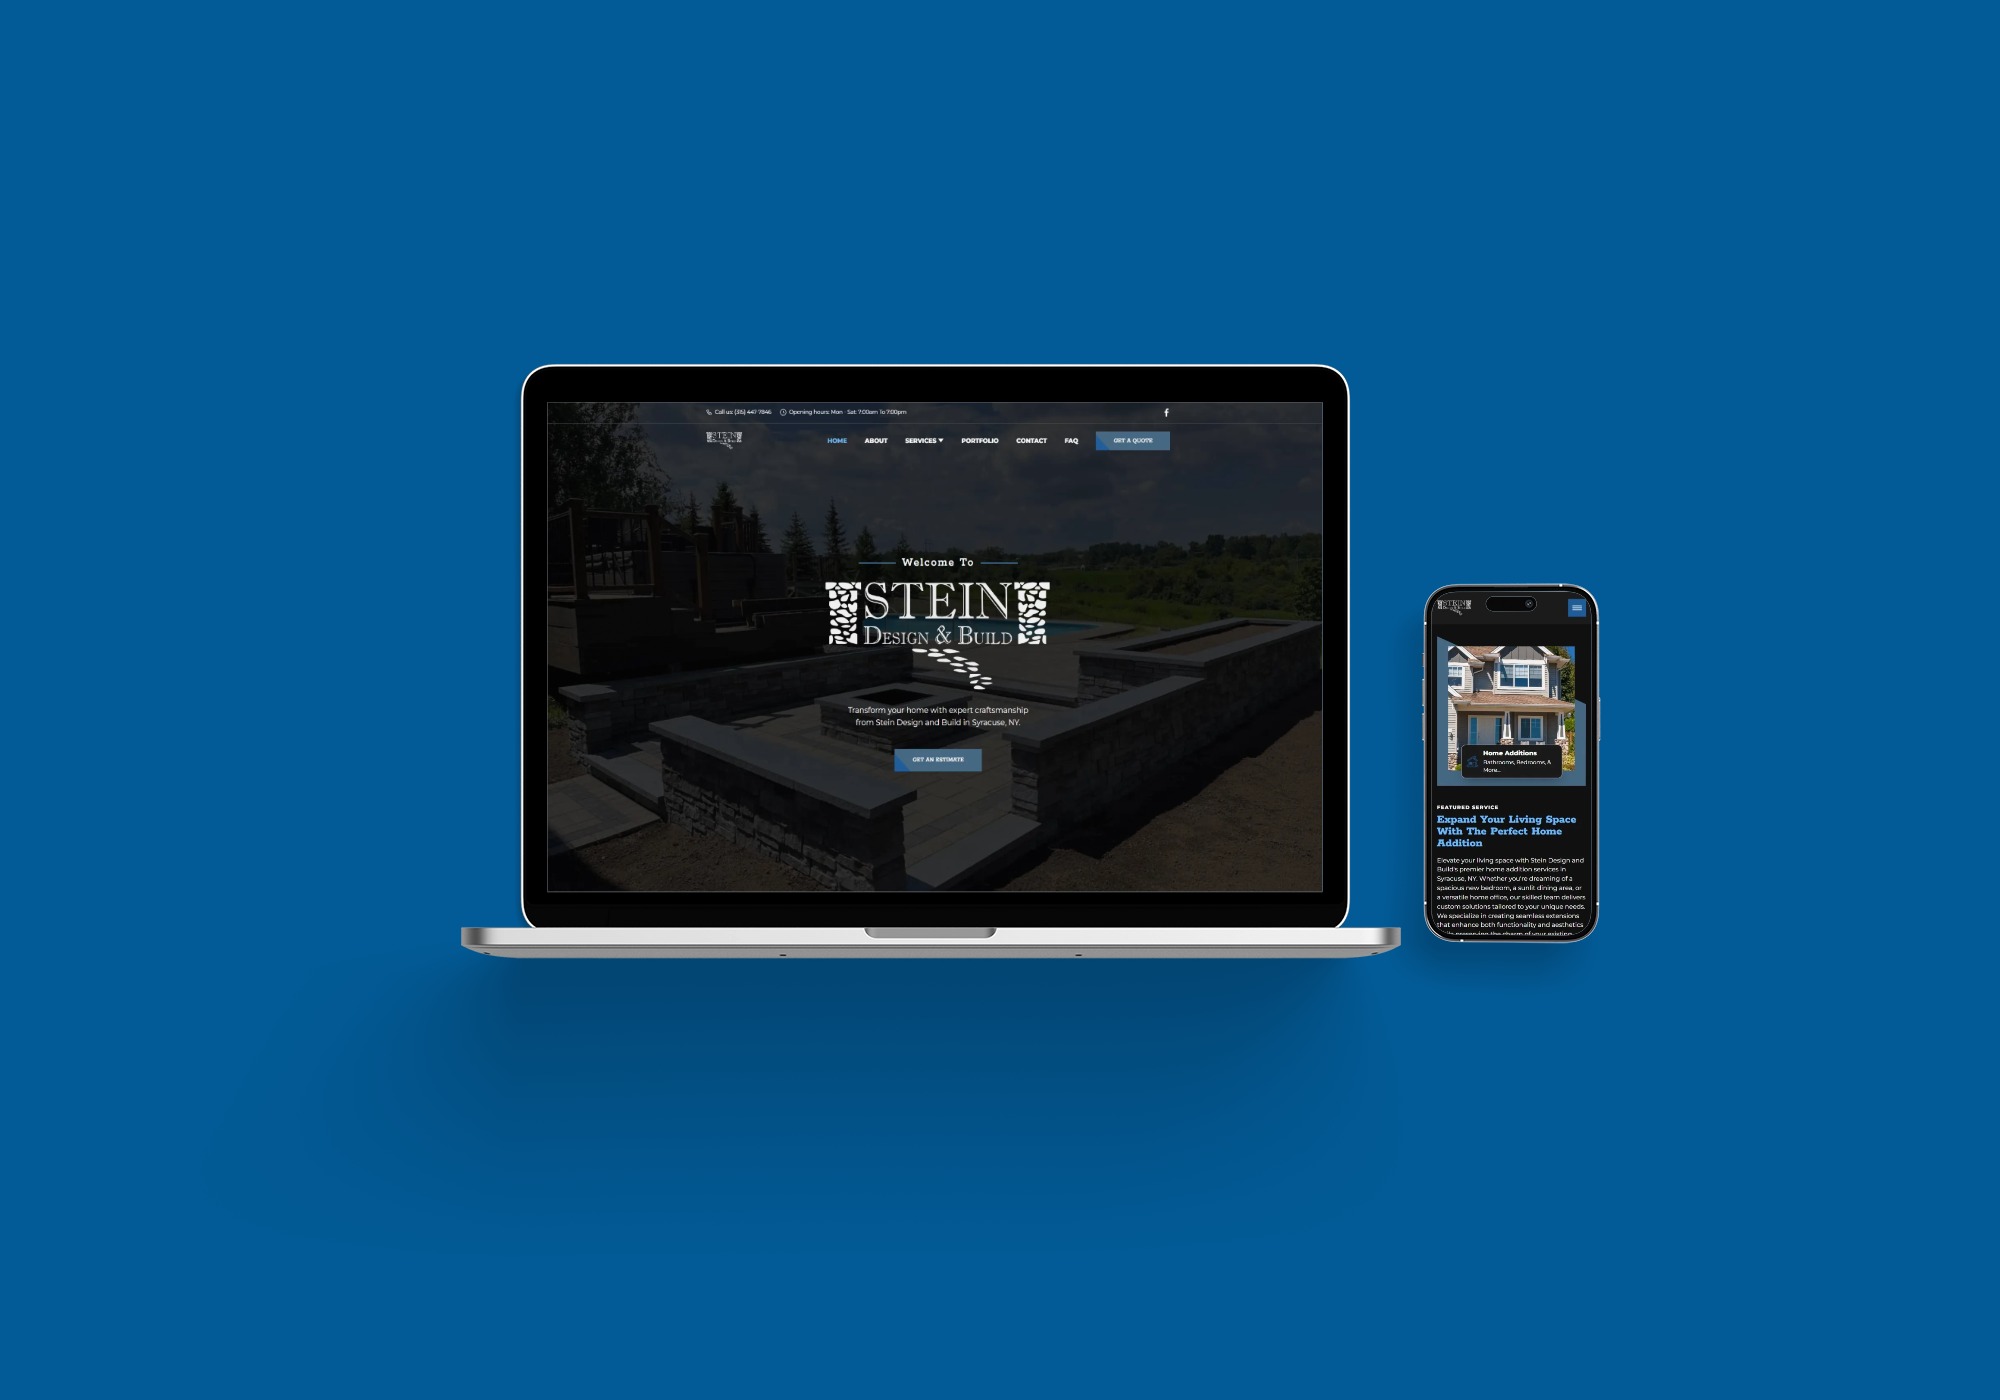 Call us: (315) 447-7846 Opening hours: Mon - Sat: 7:00am To 7:00pm
STEIN
HOME ABOUT SERVICES PORTFOLIO CONTACT FAQ GET A QUOTE
Welcome To
STEIN
DESIGN & BUILD
Transform your home with expert craftsmanship
from Stein Design and Build in Syracuse, NY.
GET AN ESTIMATE
STEIN
Home Additions
Bathrooms, Bedrooms, &
More...
FEATURED SERVICE
Expand Your Living Space
With The Perfect Home
Addition
Elevate your living space with Stein Design and
Build's premier home addition services in
Syracuse, NY. Whether you're dreaming of a
spacious new bedroom, a sunlit dining area, or
a versatile home office, our skilled team delivers
custom solutions tailored to your unique needs.
We specialize in creating seamless extensions
that enhance both functionality and aesthetics
preserving the charm of your existing